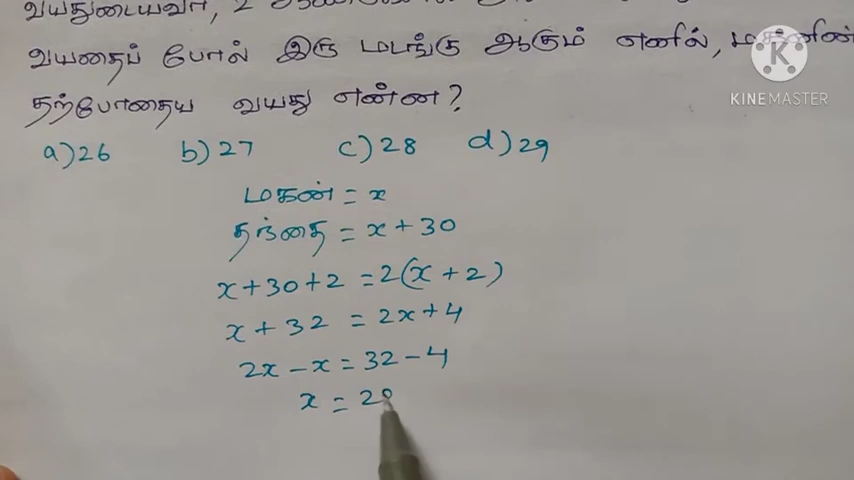 வயதைப் போல் இரு மடங்கு ஆகும் எனில், மகனின்
தற்போதைய வயது என்ன?
a) 26 b) 27 c) 28 d) 29
மகன் = x
தந்தை = x + 30
x + 30 + 2 = 2(x + 2)
x + 32 = 2x + 4
2x - x = 32 - 4
x = 28
K
KINEMASTER